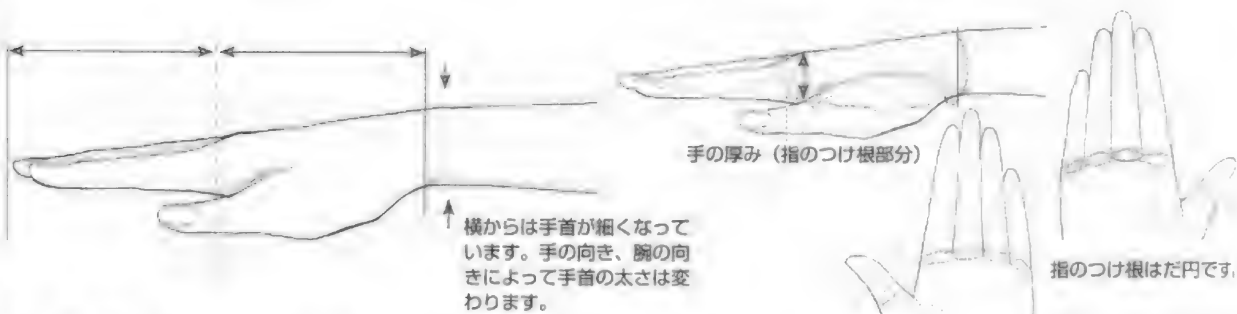 横からは手首が細くなって
います。手の向き、腕の向
きによって手首の太さは変
わります。
手の厚み（指のつけ根部分）
指のつけ根はだ円です。